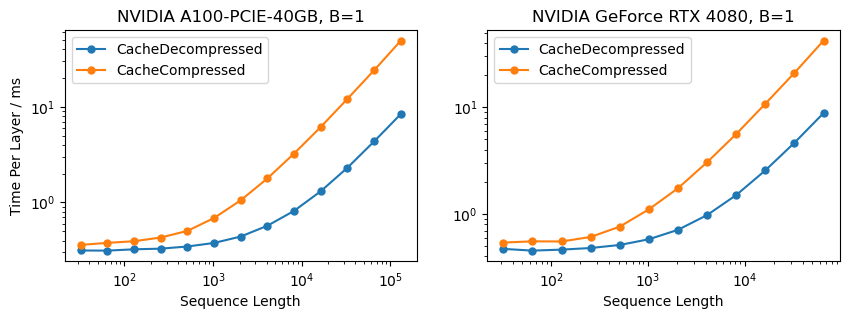 NVIDIA A100-PCIE-40GB, B=1
CacheDecompressed
CacheCompressed
Time Per Layer / ms
10¹
10⁰
10² 10³ 10⁴ 10⁵
Sequence Length
NVIDIA GeForce RTX 4080, B=1
CacheDecompressed
CacheCompressed
10¹
10⁰
10² 10³ 10⁴
Sequence Length